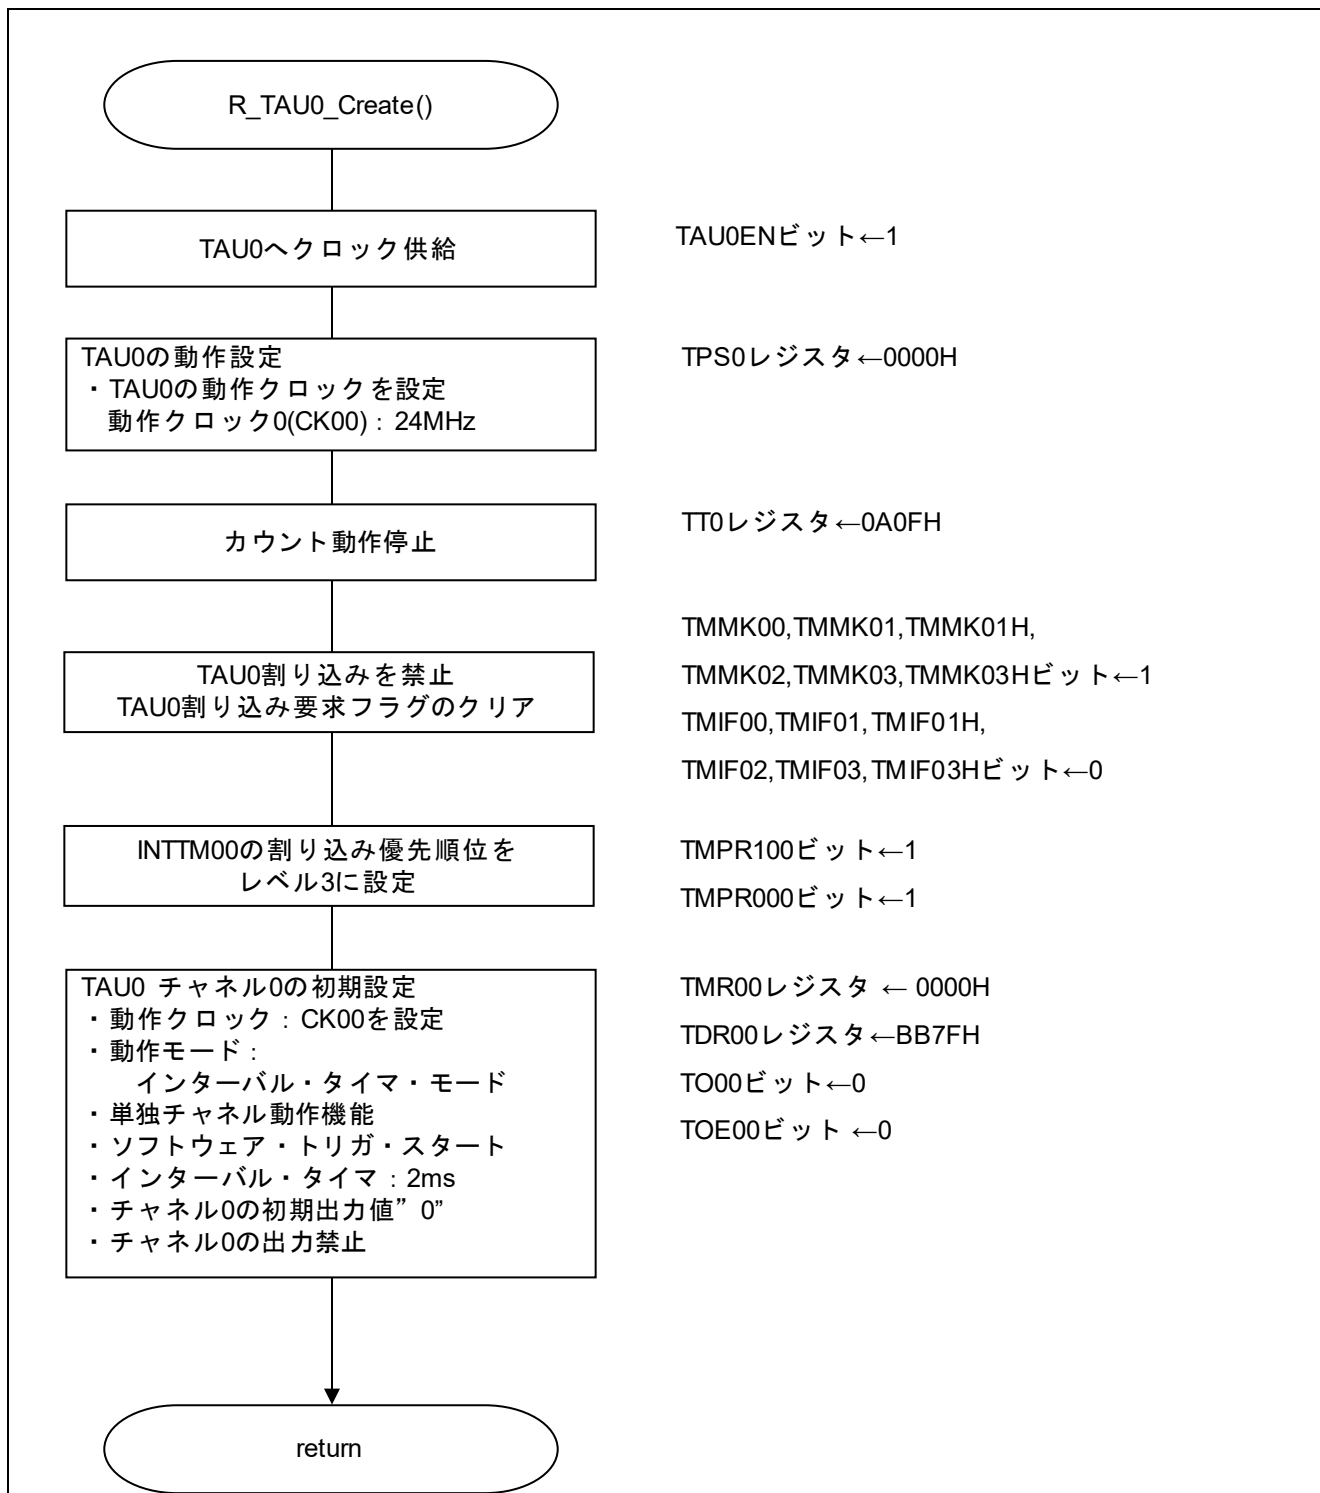 R_TAU0_Create()
TAU0へクロック供給
TAU0ENビット←1
TAU0の動作設定
・TAU0の動作クロックを設定
動作クロック0(CK00)：24MHz
TPS0レジスタ←0000H
カウント動作停止
TT0レジスタ←0A0FH
TAU0割り込みを禁止
TAU0割り込み要求フラグのクリア
TMMK00,TMMK01,TMMK01H,
TMMK02,TMMK03,TMMK03Hビット←1
TMIF00,TMIF01,TMIF01H,
TMIF02,TMIF03,TMIF03Hビット←0
INTTM00の割り込み優先順位を
レベル3に設定
TMPR100ビット←1
TMPR000ビット←1
TAU0 チャネル0の初期設定
・動作クロック：CK00を設定
・動作モード：
インターバル・タイマ・モード
・単独チャネル動作機能
・ソフトウェア・トリガ・スタート
・インターバル・タイマ：2ms
・チャネル0の初期出力値”0”
・チャネル0の出力禁止
TMR00レジスタ ← 0000H
TDR00レジスタ←BB7FH
TO00ビット←0
TOE00ビット ←0
return